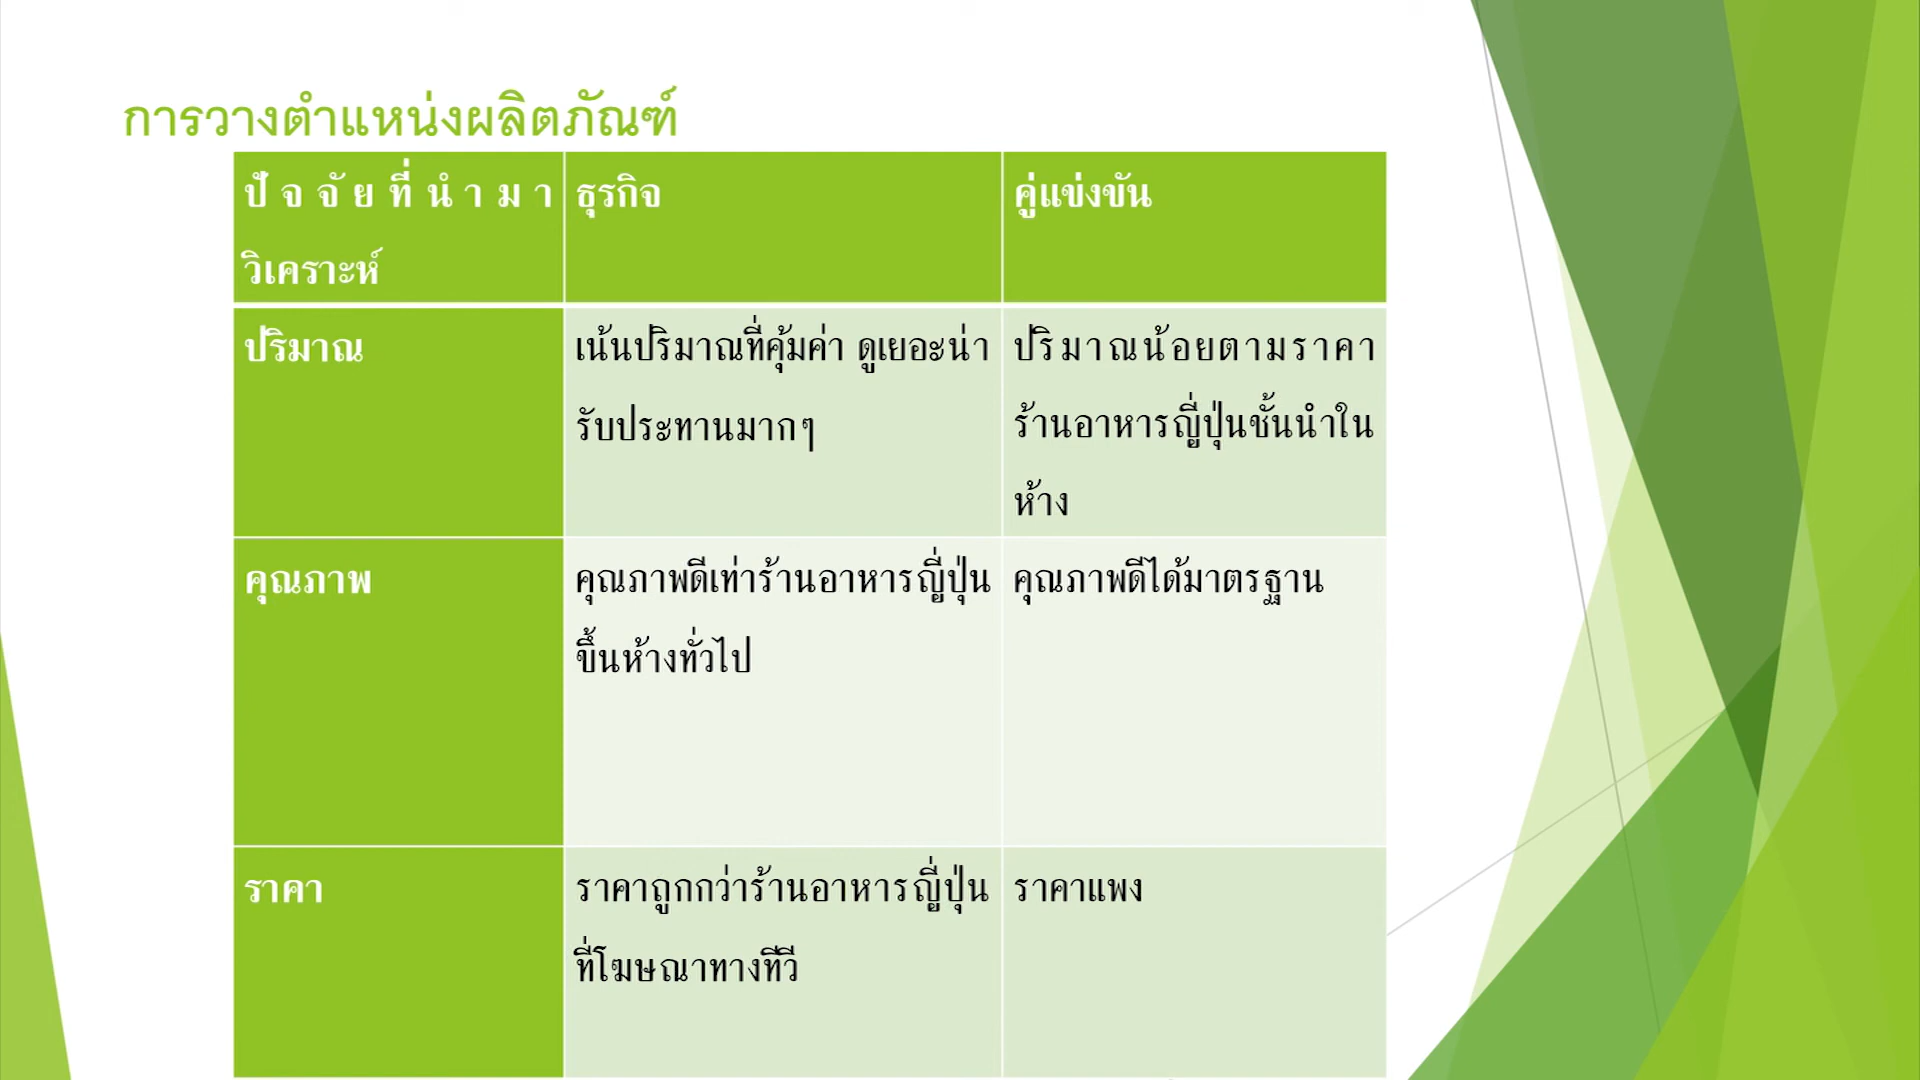 การวางตำแหน่งผลิตภัณฑ์
ปัจจัยที่นำมา
วิเคราะห์
ธุรกิจ
คู่แข่งขัน
ปริมาณ
เน้นปริมาณที่คุ้มค่า ดูเยอะน่า
รับประทานมากๆ
ปริมาณน้อยตามราคา
ร้านอาหารญี่ปุ่นชั้นนำใน
ห้าง
คุณภาพ
คุณภาพดีเท่าร้านอาหารญี่ปุ่น
ขึ้นห้างทั่วไป
คุณภาพดีได้มาตรฐาน
ราคา
ราคาถูกกว่าร้านอาหารญี่ปุ่น
ที่โฆษณาทางทีวี
ราคาแพง